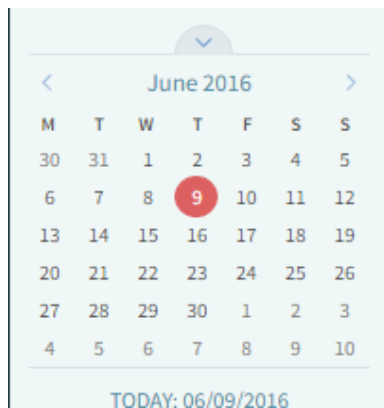 June 2016
M T W T F S S
30 31 1 2 3 4 5
6 7 8 9 10 11 12
13 14 15 16 17 18 19
20 21 22 23 24 25 26
27 28 29 30 1 2 3
4 5 6 7 8 9 10
TODAY: 06/09/2016